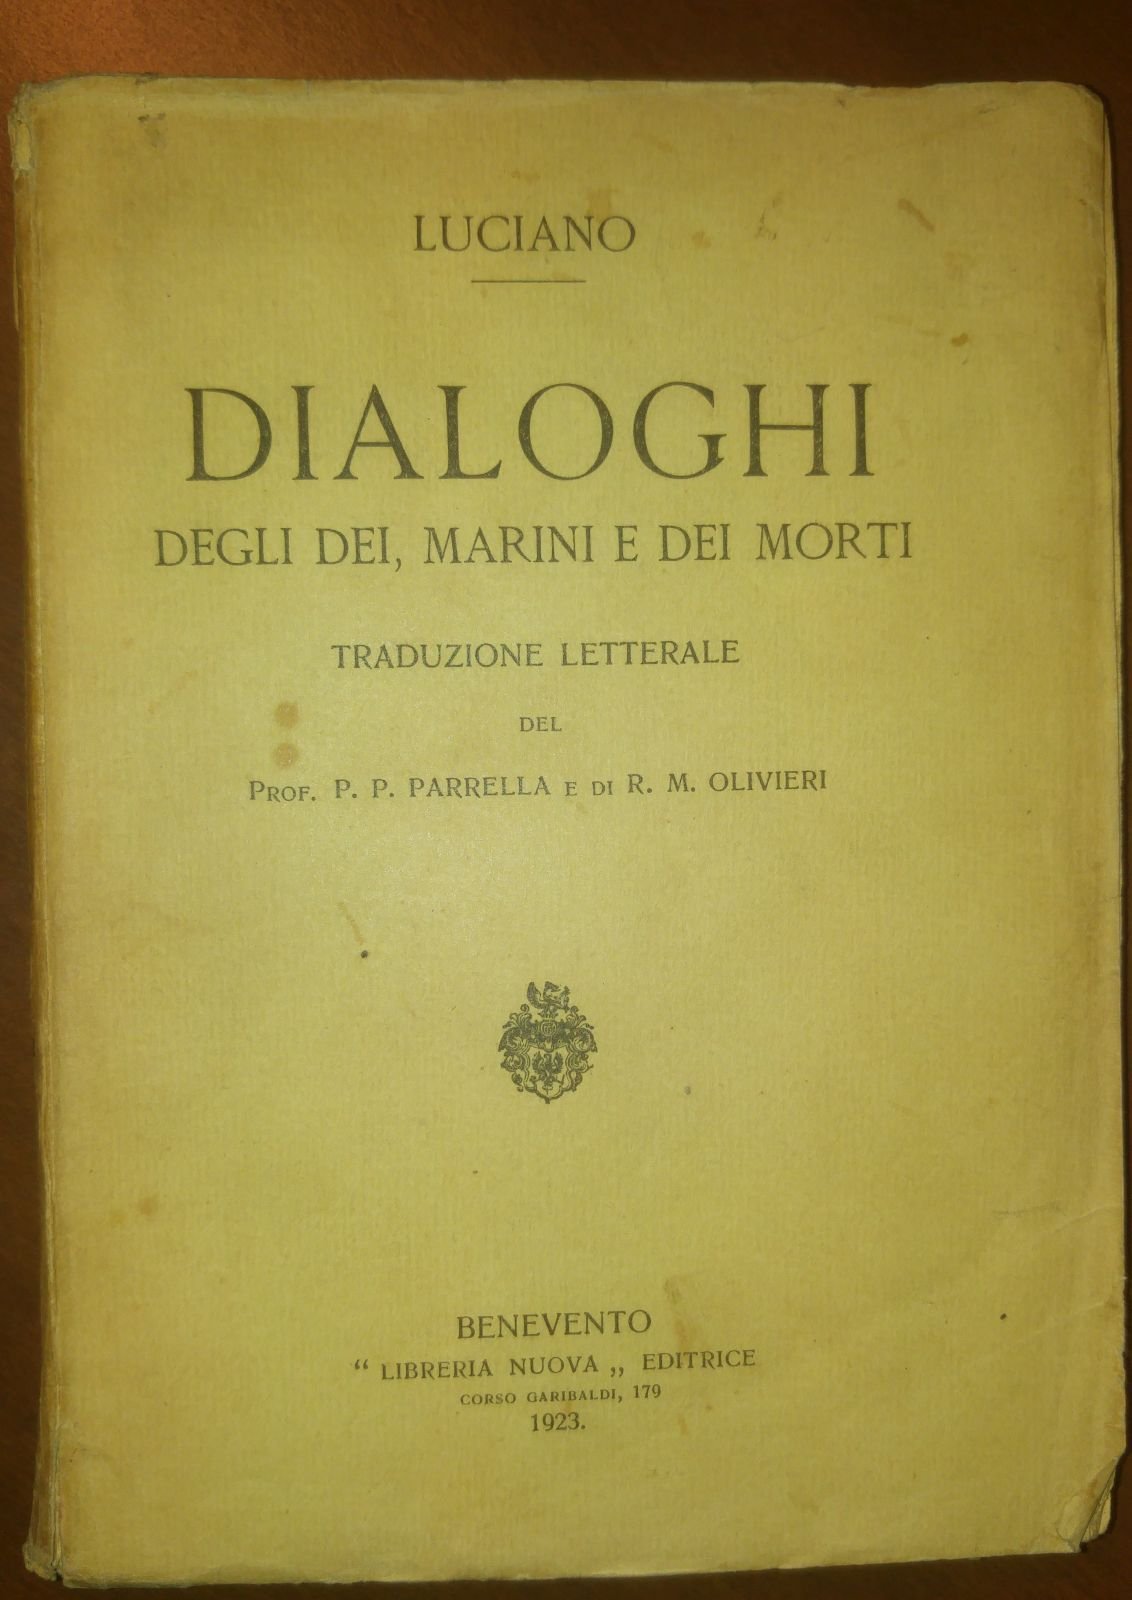 LUCIANO
DIALOGHI
DEGLI DEI, MARINI E DEI MORTI
TRADUZIONE LETTERALE
DEL
PROF. P. P. PARRELLA E DI R. M. OLIVIERI
BENEVENTO
“ LIBRERIA NUOVA „ EDITRICE
CORSO GARIBALDI, 179
1923.